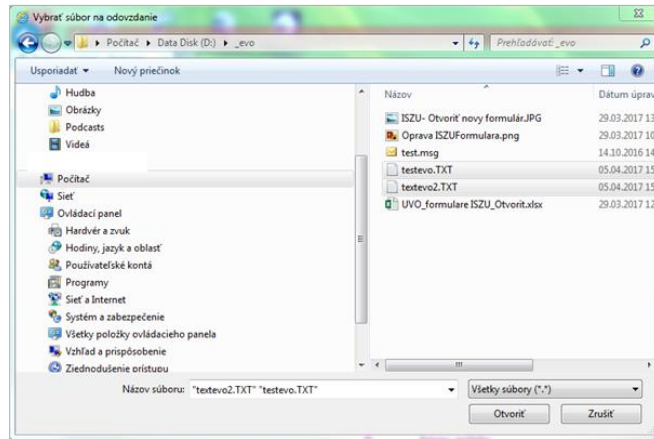 Vybrať súbor na odovzdanie
Počítač ▸ Data Disk (D:) ▸ _evo
Prehľadávať: _evo
Usporiadať
Nový priečinok
Hudba
Obrázky
Podcasts
Videá
Počítač
Sieť
Ovládací panel
Hardvér a zvuk
Hodiny, jazyk a oblasť
Používateľské kontá
Programy
Sieť a Internet
Systém a zabezpečenie
Všetky položky ovládacieho panela
Vzhľad a prispôsobenie
Zjednodušenie prístupu
Názov Dátum úprav
ISZU- Otvoriť novy formulár.JPG 29.03.2017 13
Oprava ISZUFormulara.png 29.03.2017 10
test.msg 14.10.2016 14
testevo.TXT 05.04.2017 15
textevo2.TXT 05.04.2017 15
UVO_formulare ISZU_Otvorit.xlsx 29.03.2017 12
Názov súboru: "textevo2.TXT" "testevo.TXT"
Všetky súbory (*.*)
Otvoriť Zrušiť